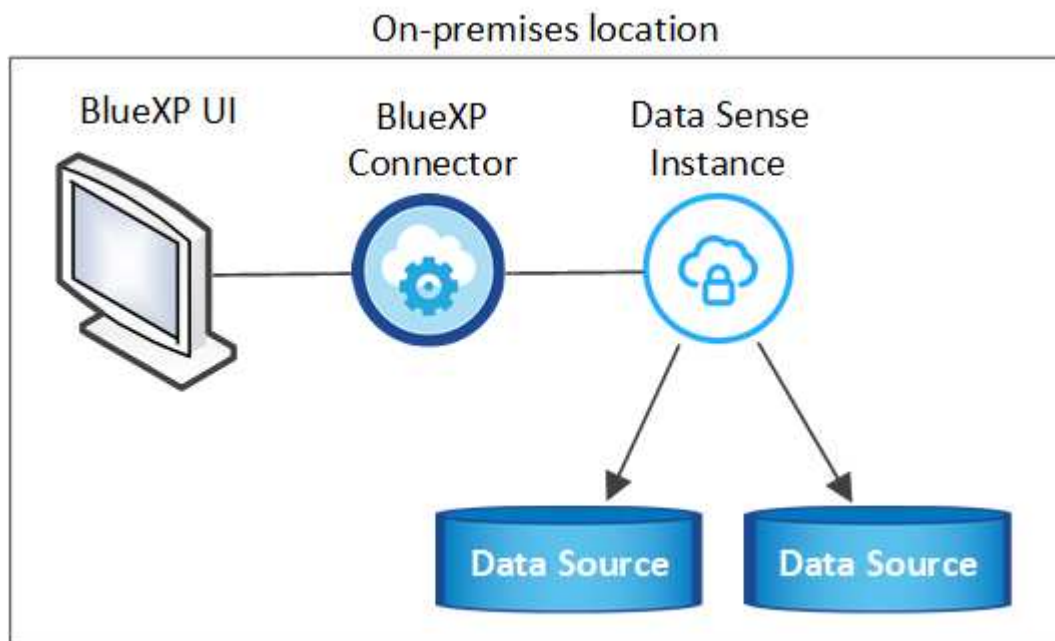 On-premises location
BlueXP UI
BlueXP
Connector
Data Sense
Instance
Data Source
Data Source